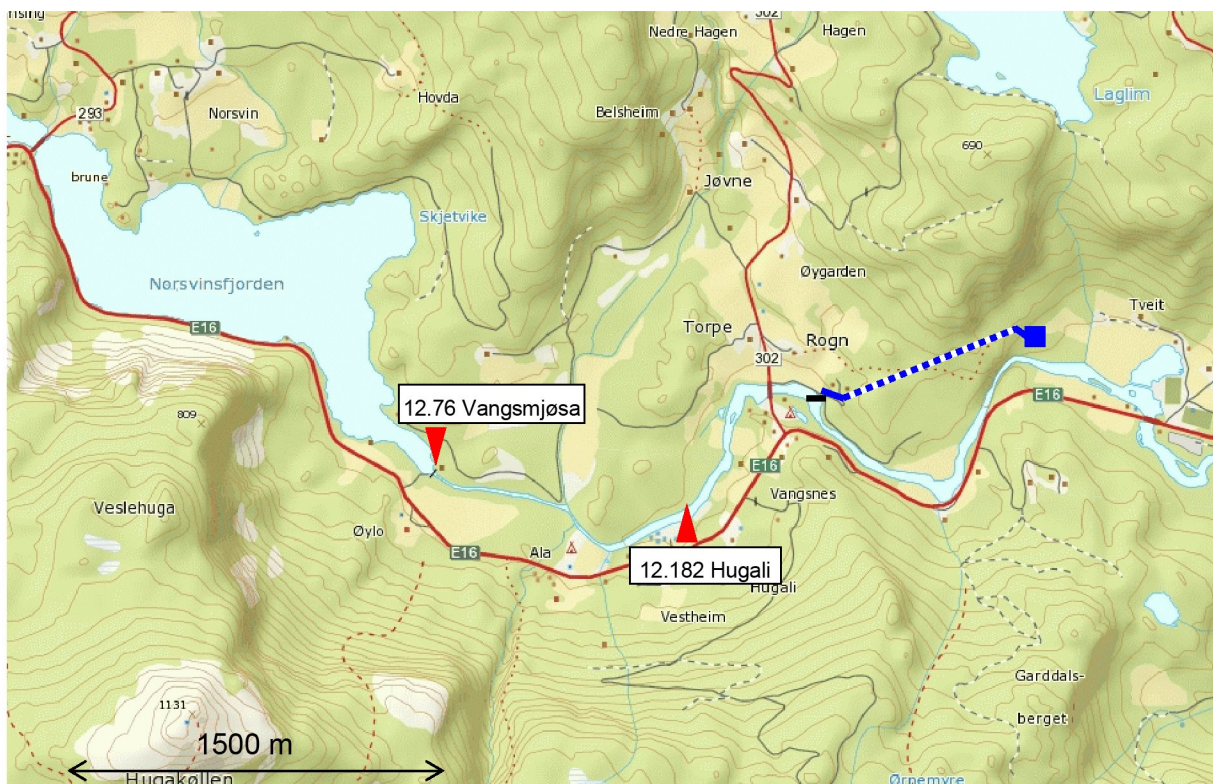 nsing
302
Nedre Hagen
Hagen
Hovda
Laglim
293
Norsvin
Belsheim
690
brune
Jøvne
Skjetvike
Øygarden
Norsvinsfjorden
Tveit
E16
Torpe
Rogn
302
E16
12.76 Vangsmjøsa
809
E16
Vangsnes
Veslehuga
Øylo
Ala
E16
12.182 Hugali
Hugali
Vestheim
Garddals-
berget
1131
1500 m
Hugakøllen
Ørnemyre